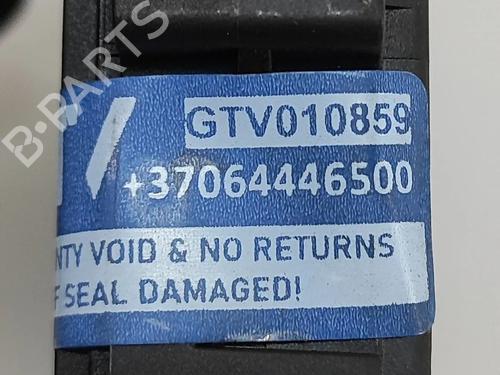 B-PARTS
GTV010859
+37064446500
NTY VOID & NO RETURNS
F SEAL DAMAGED!